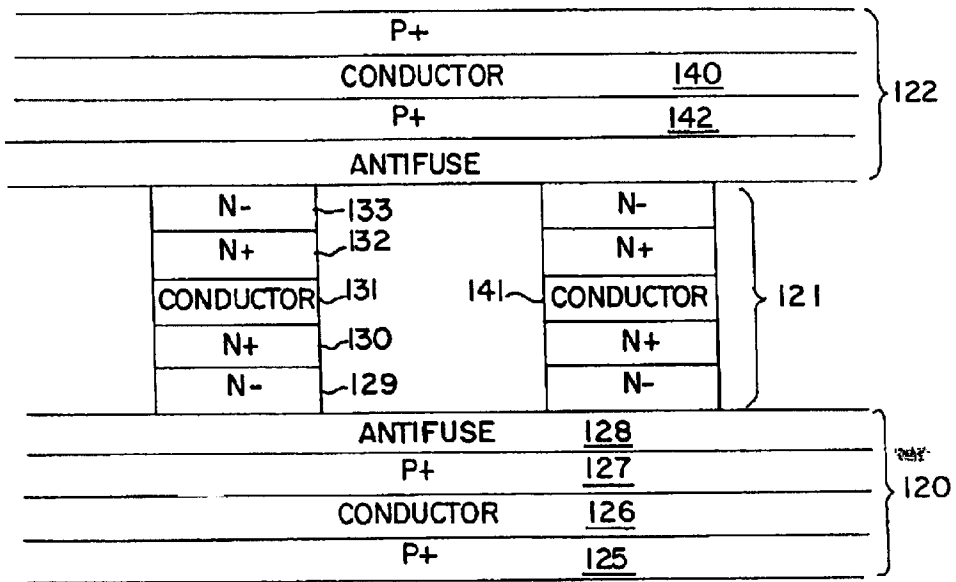 P+
CONDUCTOR 140
P+ 142
ANTIFUSE
122
N- 133 N-
N+ 132 N+
CONDUCTOR 131 141 CONDUCTOR
121
N+ 130 N+
N- 129 N-
ANTIFUSE 128
P+ 127
120
CONDUCTOR 126
P+ 125